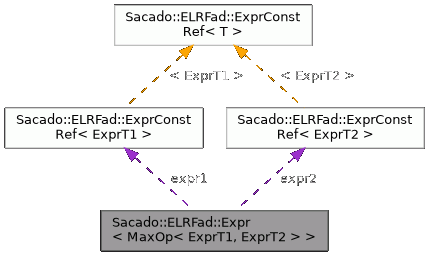 Sacado::ELRFad::ExprConst
Ref< T >
< ExprT1 >
< ExprT2 >
Sacado::ELRFad::ExprConst
Ref< ExprT1 >
Sacado::ELRFad::ExprConst
Ref< ExprT2 >
expr1
expr2
Sacado::ELRFad::Expr
< MaxOp< ExprT1, ExprT2 > >